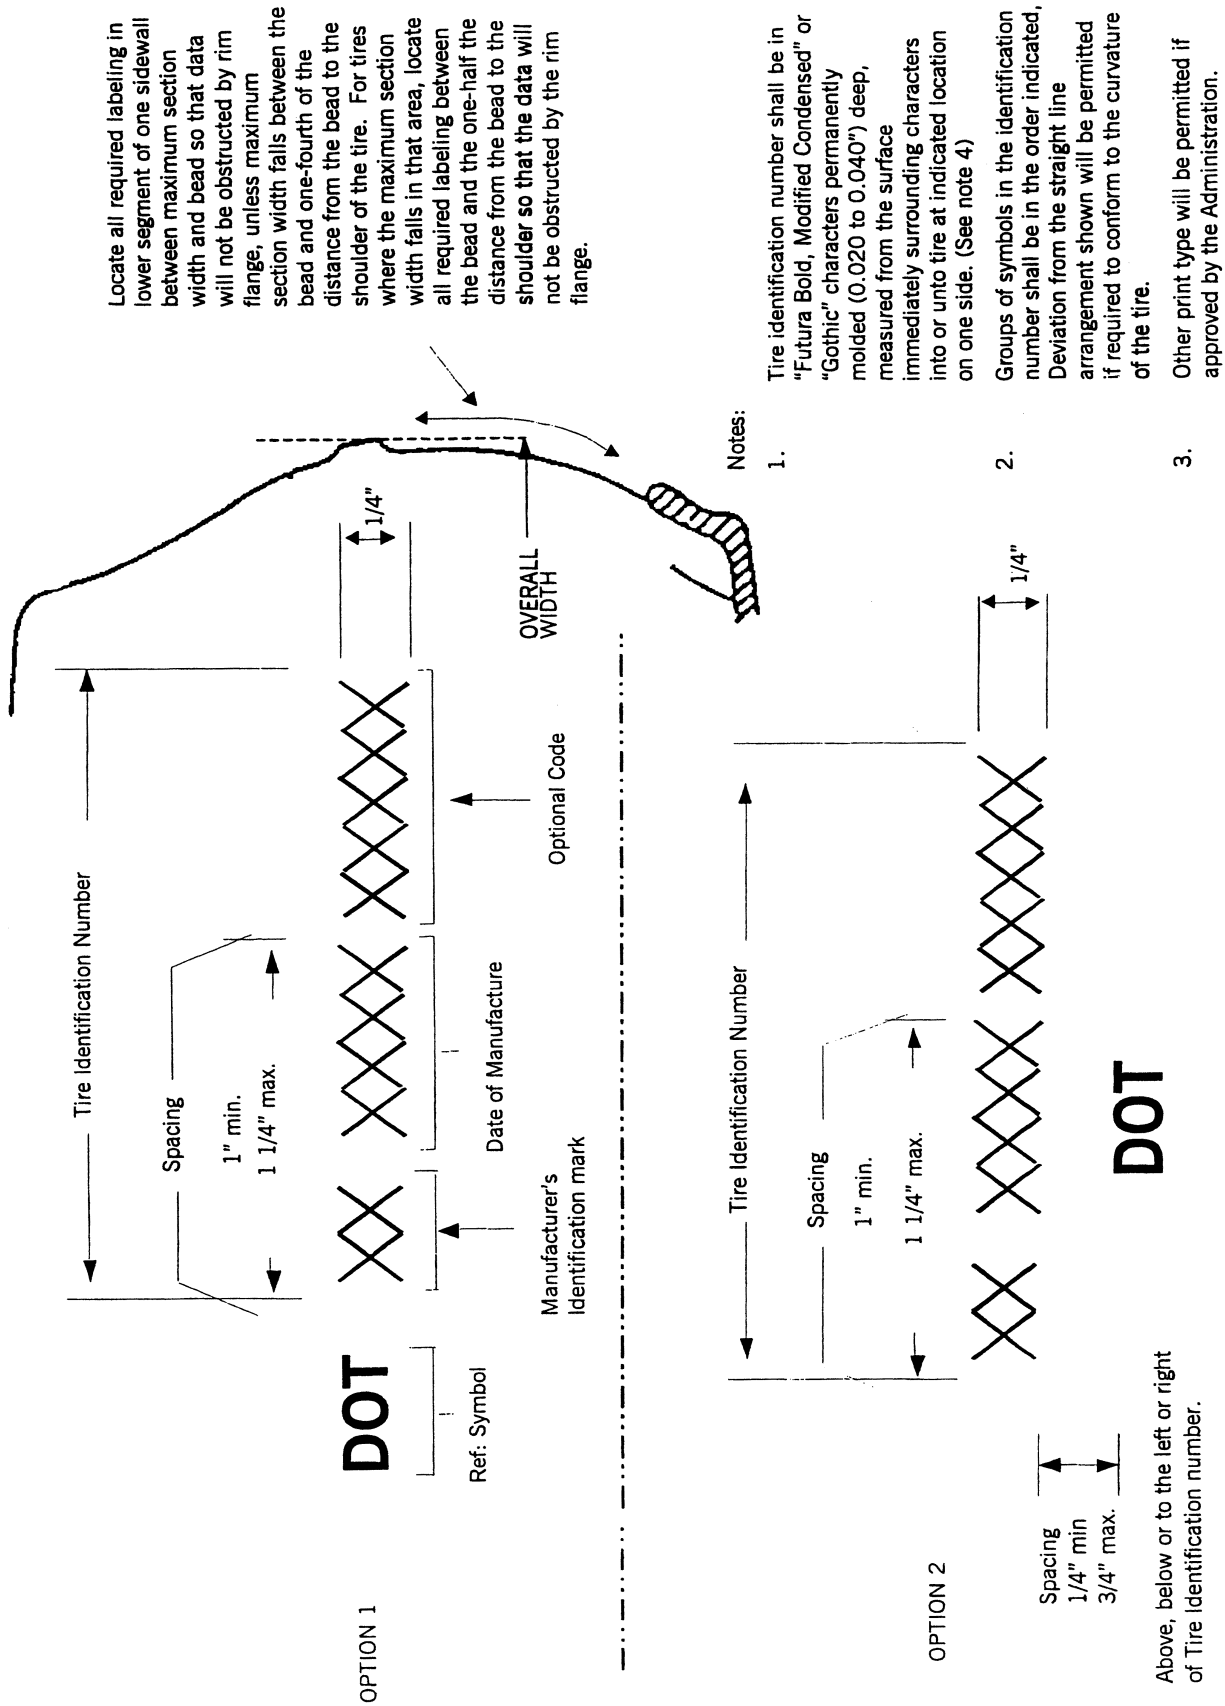 Locate all required labeling in
lower segment of one sidewall
between maximum section
width and bead so that data
will not be obstructed by rim
flange, unless maximum
section width falls between the
bead and one-fourth of the
distance from the bead to the
shoulder of the tire. For tires
where the maximum section
width falls in that area, locate
all required labeling between
the bead and the one-half the
distance from the bead to the
shoulder so that the data will
not be obstructed by the rim
flange.
Tire Identification Number
Spacing
1" min.
1 1/4" max.
OPTION 1
DOT
1/4"
Ref: Symbol
Manufacturer's
Identification mark
Date of Manufacture
Optional Code
OVERALL
WIDTH
Notes:
1. Tire identification number shall be in
"Futura Bold, Modified Condensed" or
"Gothic" characters permanently
molded (0.020 to 0.040") deep,
measured from the surface
immediately surrounding characters
into or unto tire at indicated location
on one side. (See note 4)
2. Groups of symbols in the identification
number shall be in the order indicated,
Deviation from the straight line
arrangement shown will be permitted
if required to conform to the curvature
of the tire.
3. Other print type will be permitted if
approved by the Administration.
Tire Identification Number
Spacing
1" min.
1 1/4" max.
OPTION 2
1/4"
Spacing
1/4" min
3/4" max.
DOT
Above, below or to the left or right
of Tire Identification number.